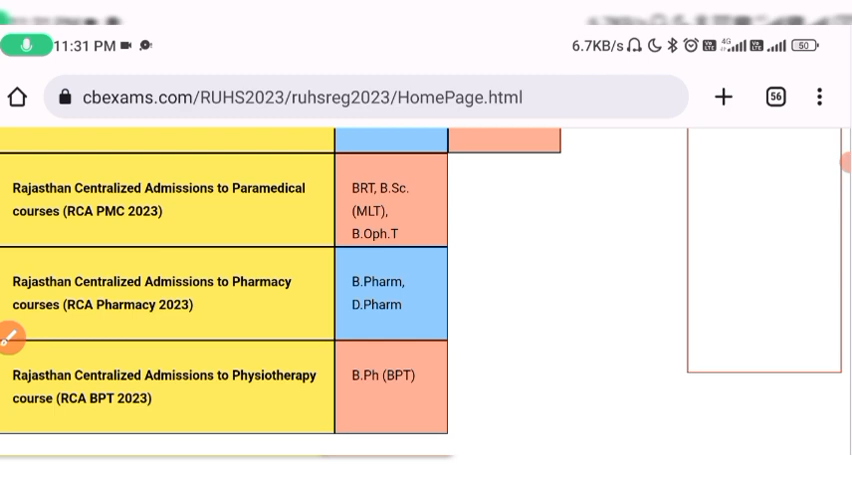 11:31 PM
6.7KB/s
4G
50
cbexams.com/RUHS2023/ruhsreg2023/HomePage.html
56
Rajasthan Centralized Admissions to Paramedical
courses (RCA PMC 2023)
BRT, B.Sc.
(MLT),
B.Oph.T
Rajasthan Centralized Admissions to Pharmacy
courses (RCA Pharmacy 2023)
B.Pharm,
D.Pharm
Rajasthan Centralized Admissions to Physiotherapy
course (RCA BPT 2023)
B.Ph (BPT)